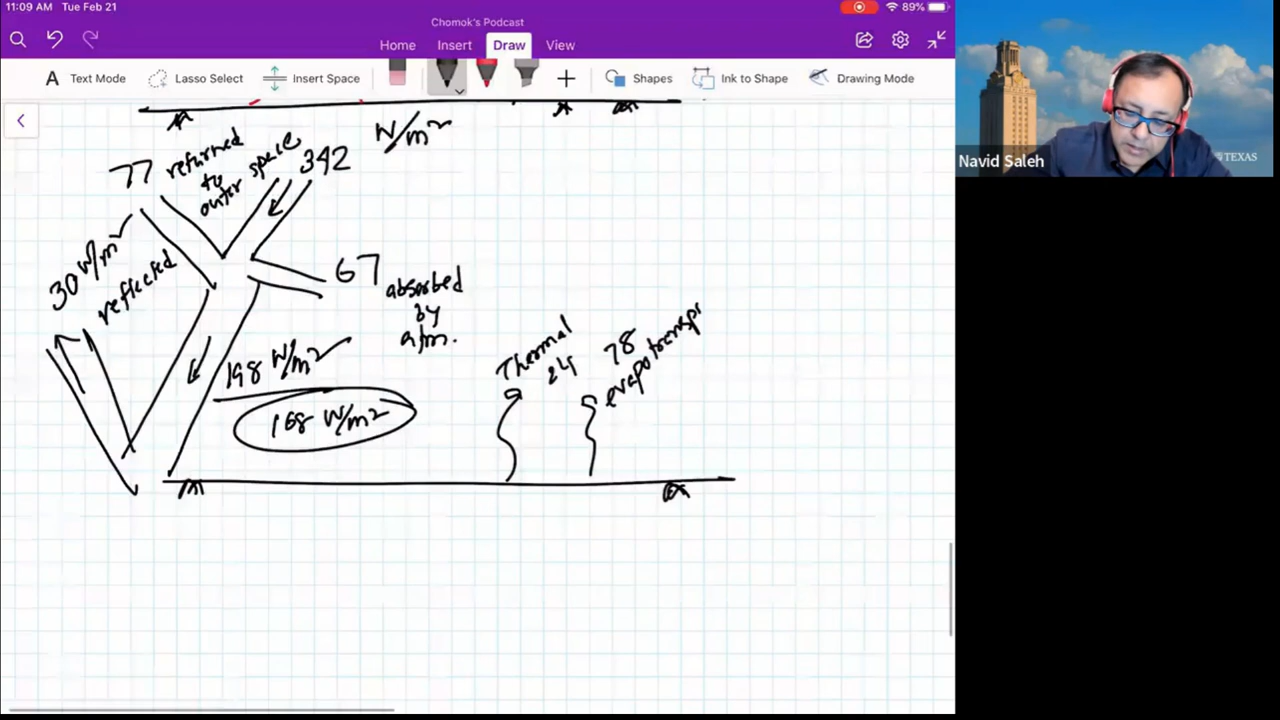 11:09 AM Tue Feb 21
89%
Chomok's Podcast
Home Insert Draw View
Text Mode
Lasso Select
Insert Space
Shapes
Ink to Shape
Drawing Mode
Navid Saleh
TEXAS
W/m²
77 returned
to
outer space
342
30 W/m²
reflected
67
absorbed
by
atm.
198 W/m²
168 W/m²
Thermal
24
78
evapotranspi